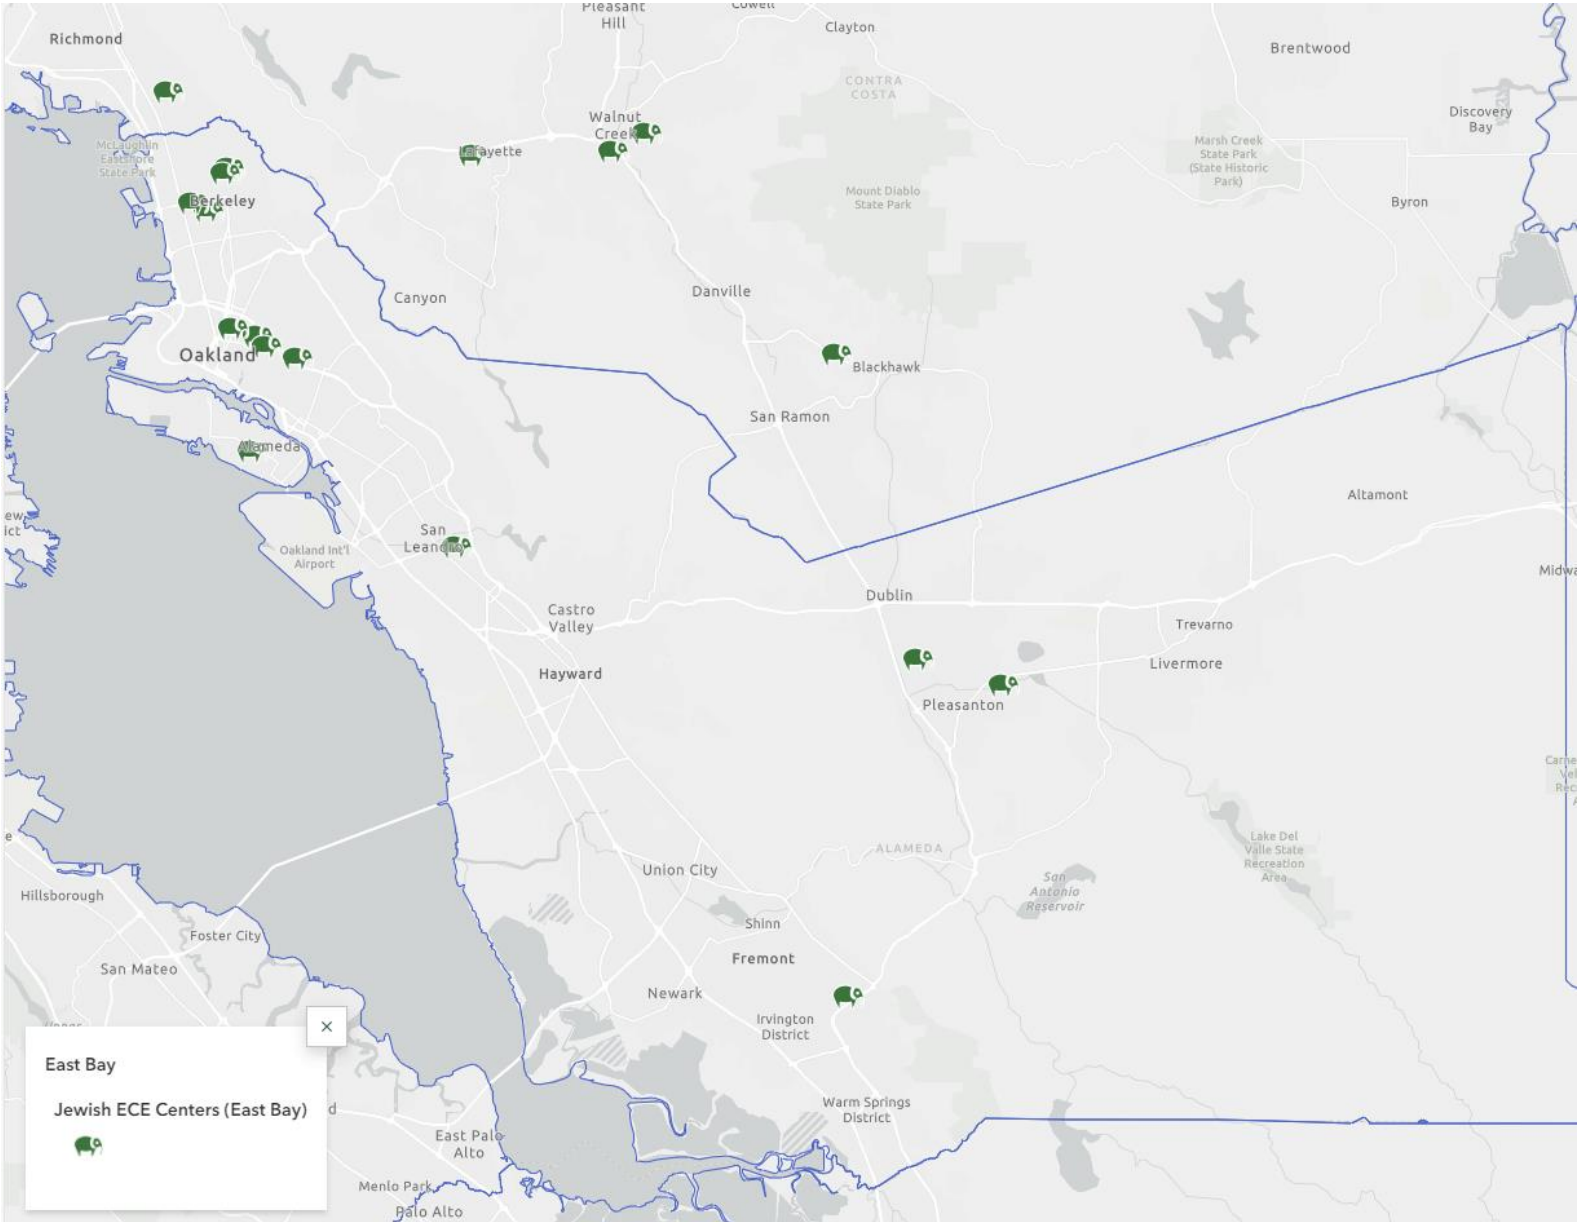 Richmond
Pleasant
Hill
Cowell
Clayton
Brentwood
CONTRA
COSTA
Walnut
Creek
Discovery
Bay
McLaughlin
Eastshore
State Park
Lafayette
Marsh Creek
State Park
(State Historic
Park)
Mount Diablo
State Park
Berkeley
Byron
Canyon
Danville
Oakland
Blackhawk
San Ramon
Alameda
Altamont
San
Leandro
Oakland Int'l
Airport
Dublin
Castro
Valley
Trevarno
Livermore
Hayward
Pleasanton
ALAMEDA
Lake Del
Valle State
Recreation
Area
Union City
San
Antonio
Reservoir
Hillsborough
Shinn
Foster City
Fremont
San Mateo
Newark
Irvington
District
Warm Springs
District
East Palo
Alto
Menlo Park
Palo Alto
East Bay
Jewish ECE Centers (East Bay)